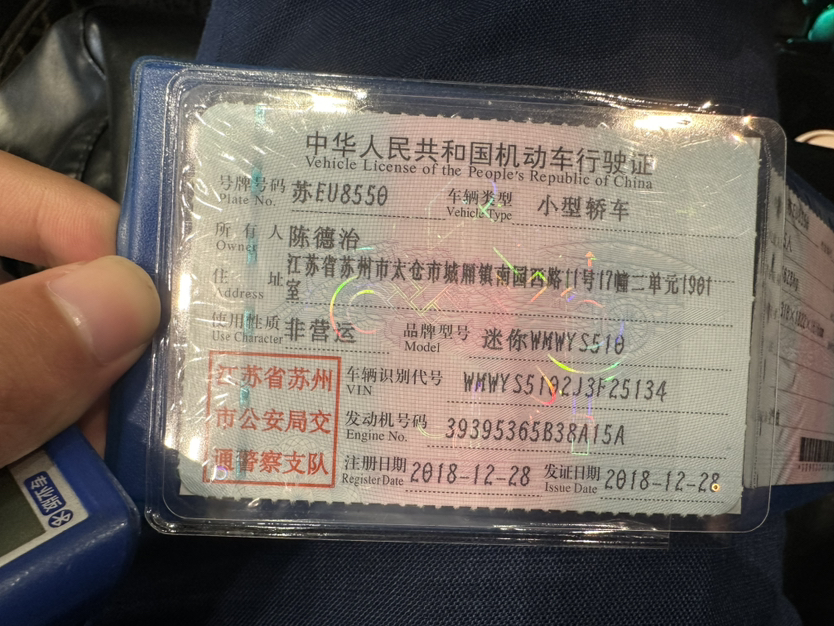 中华人民共和国机动车行驶证
Vehicle License of the People's Republic of China
号牌号码 苏EU8550 车辆类型 小型轿车
Plate No. Vehicle Type
所有人 陈德治
Owner
住址 江苏省苏州市太仓市城厢镇南园西路11号17幢二单元1901
Address 室
使用性质 非营运 品牌型号 迷你WMWYS510
Use Character Model
江苏省苏州
市公安局交
通警察支队
车辆识别代号 WMWYS5102J3F25134
VIN
发动机号码 39395365B38A15A
Engine No.
注册日期 2018-12-28 发证日期 2018-12-28
Register Date Issue Date
专业版